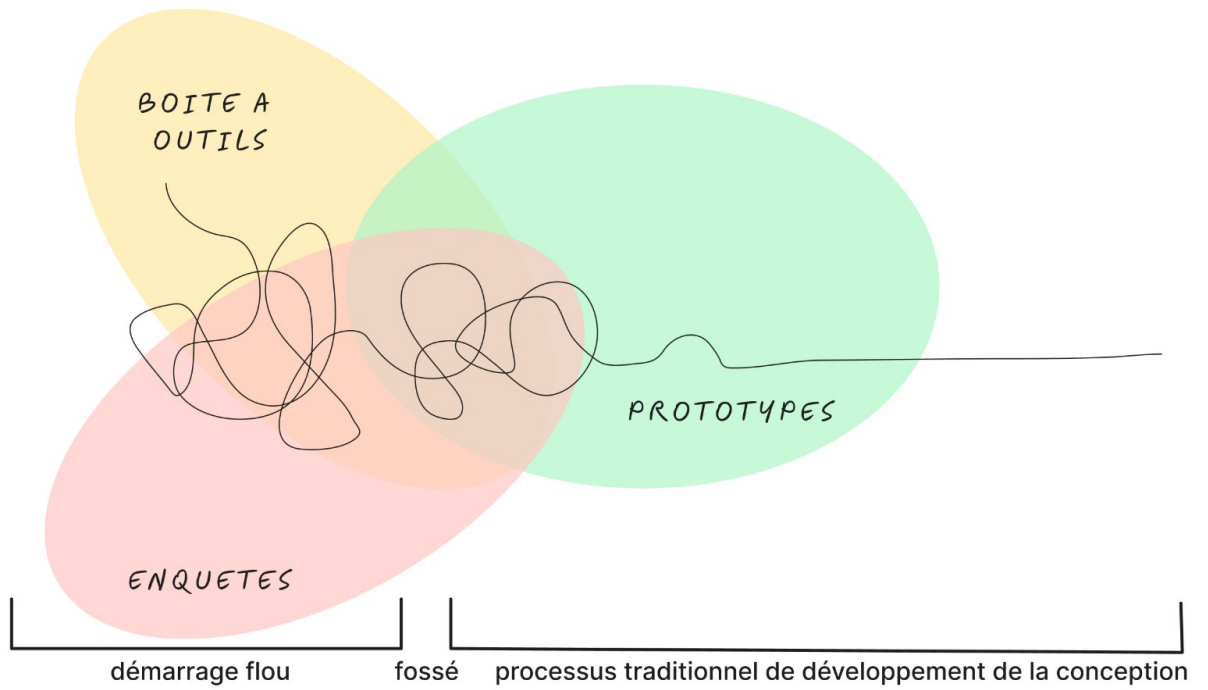 BOITE A
OUTILS
PROTOTYPES
ENQUETES
démarrage flou
fossé
processus traditionnel de développement de la conception